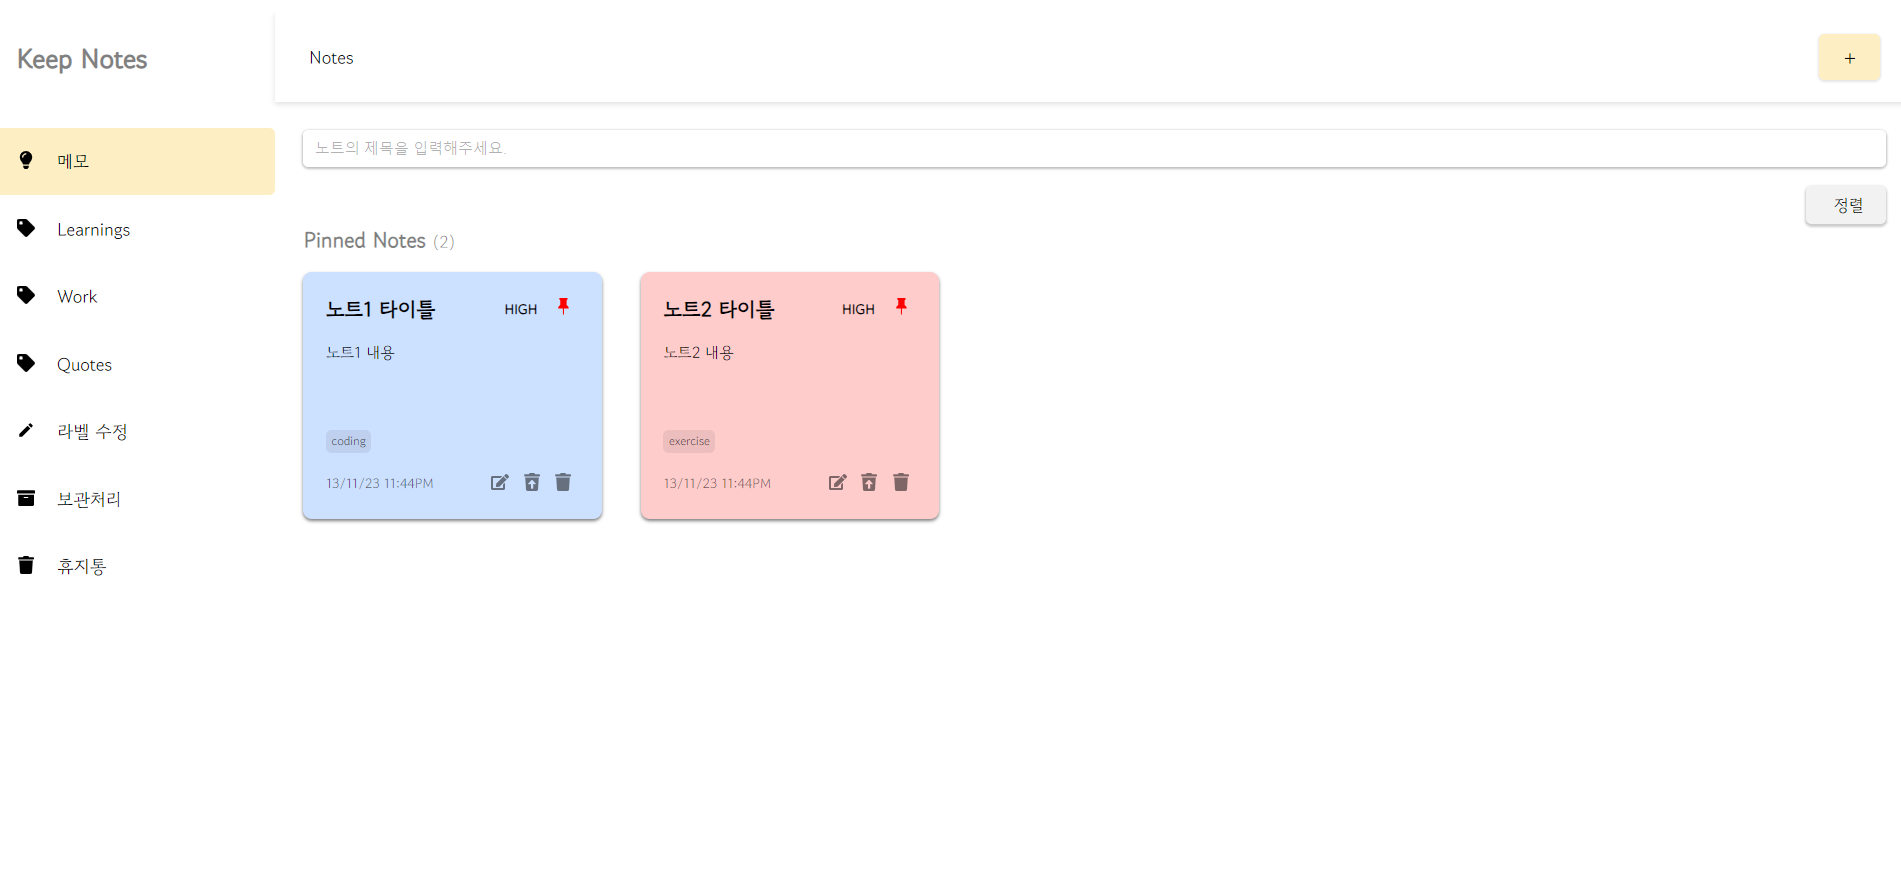 Keep Notes
메모
Learnings
Work
Quotes
라벨 수정
보관처리
휴지통
Notes
+
노트의 제목을 입력해주세요.
정렬
Pinned Notes (2)
노트1 타이틀 HIGH
노트1 내용
coding
13/11/23 11:44PM
노트2 타이틀 HIGH
노트2 내용
exercise
13/11/23 11:44PM